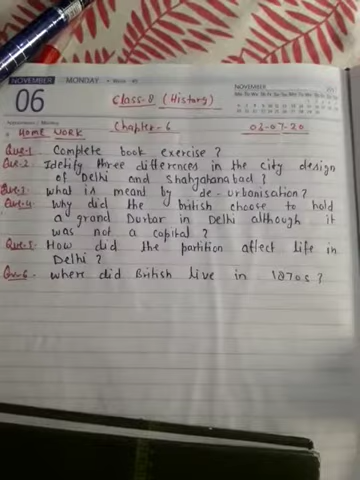 NOVEMBER MONDAY
NOVEMBER
06
Class-8 (History)
HOME WORK Chapter-6 03-07-20
Que-1 Complete book exercise ?
Que-2 Idetify three differences in the city design
of Delhi and Shahjahanabad ?
Que-3 what is meant by de-urbanisation?
Que-4. Why did the british choose to hold
a grand Durbar in Delhi although it
was not a capital ?
Que-5. How did the partition affect life in
Delhi ?
Que-6. where did British live in 1870s ?